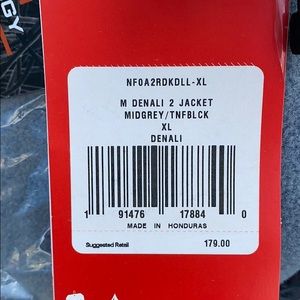 GY
NF0A2RDKDLL-XL
M DENALI 2 JACKET
MIDGREY/TNFBLCK
XL
DENALI
1 91476 17884 0
MADE IN HONDURAS
Suggested Retail 179.00